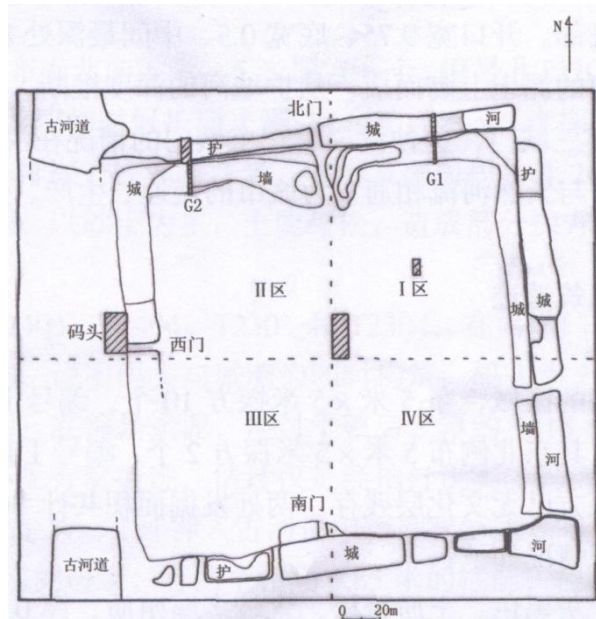 N
北门
城
河
古河道
护
城
墙
护
G2
G1
II区
I区
码头
西门
城
城
墙
III区
IV区
河
南门
古河道
护
城
河
0 20m